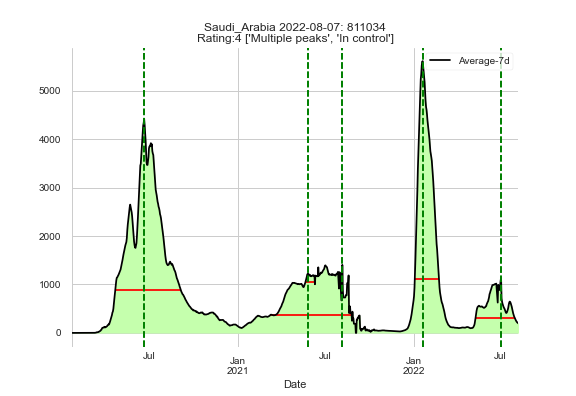 Saudi_Arabia 2022-08-07: 811034
Rating:4 ['Multiple peaks', 'In control']
Average-7d
5000
4000
3000
2000
1000
0
Jul
Jan
2021
Jul
Jan
2022
Jul
Date